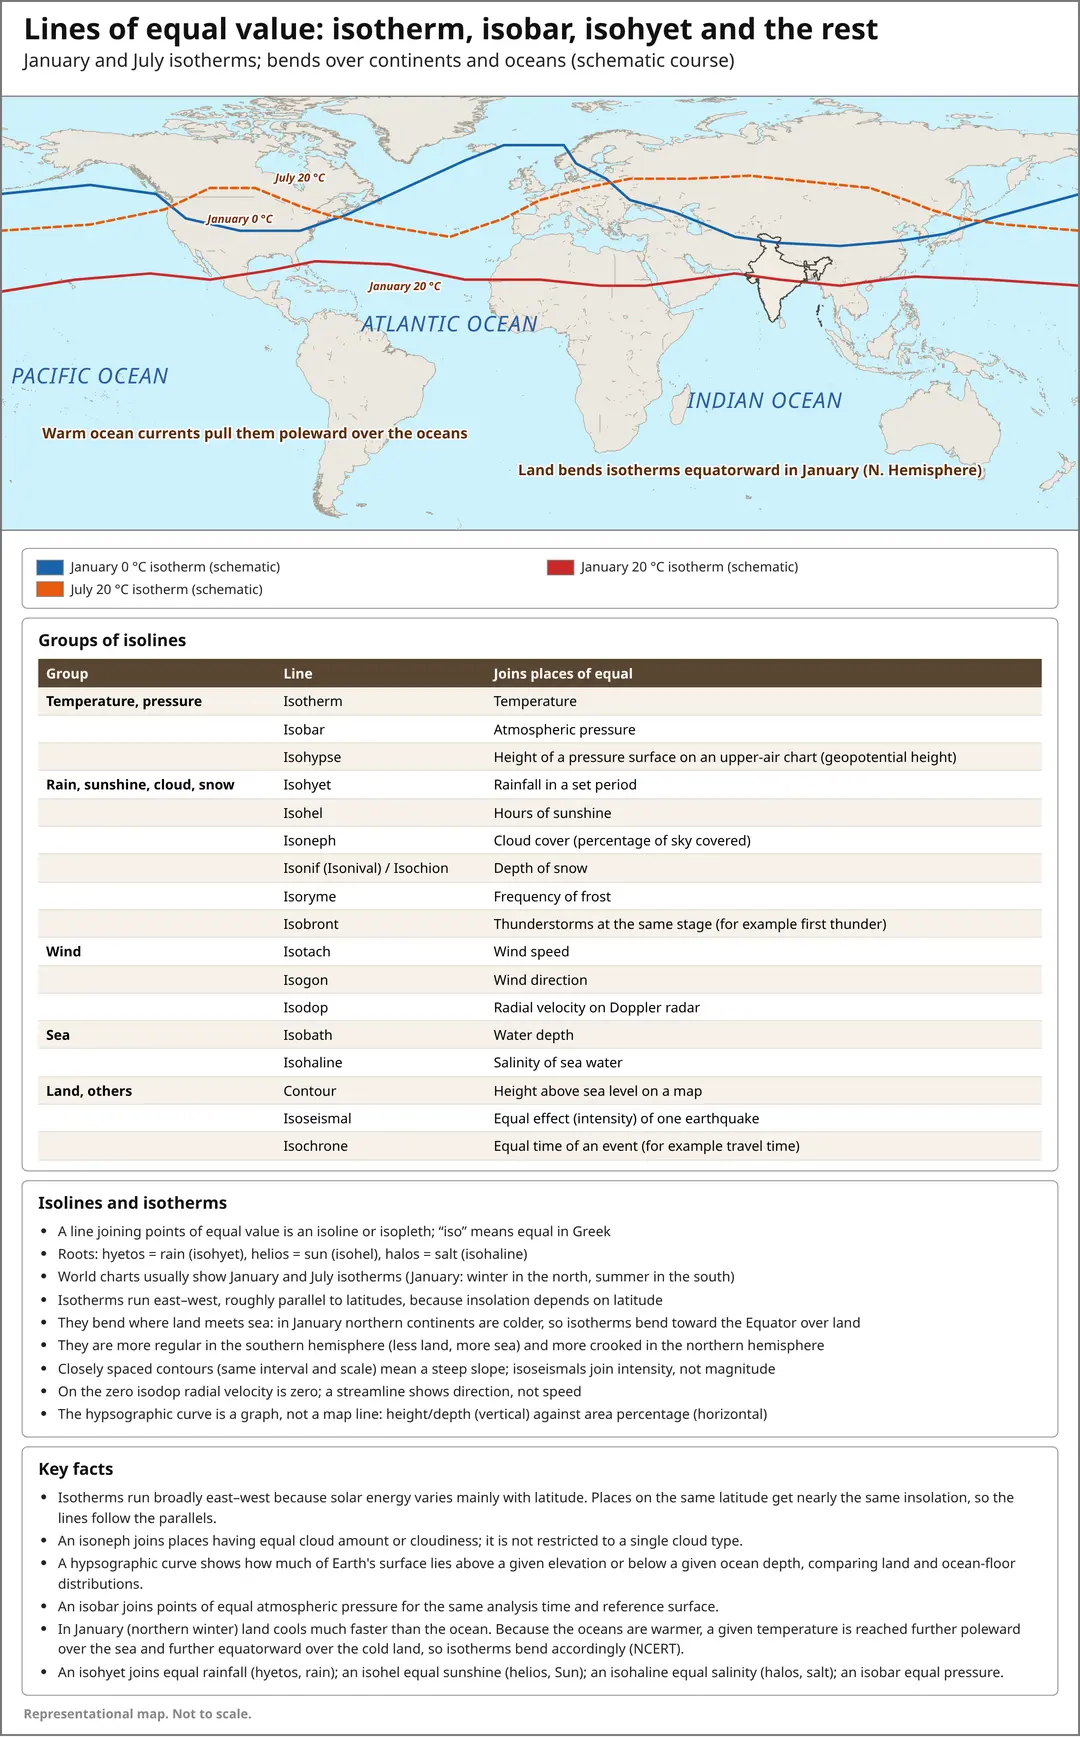 Lines of equal value: isotherm, isobar, isohyet and the rest
January and July isotherms; bends over continents and oceans (schematic course)
July 20 °C
January 0 °C
January 20 °C
ATLANTIC OCEAN
PACIFIC OCEAN
INDIAN OCEAN
Warm ocean currents pull them poleward over the oceans
Land bends isotherms equatorward in January (N. Hemisphere)
January 0 °C isotherm (schematic)
January 20 °C isotherm (schematic)
July 20 °C isotherm (schematic)
Groups of isolines
Group Line Joins places of equal
Temperature, pressure Isotherm Temperature
Isobar Atmospheric pressure
Isohypse Height of a pressure surface on an upper-air chart (geopotential height)
Rain, sunshine, cloud, snow Isohyet Rainfall in a set period
Isohel Hours of sunshine
Isoneph Cloud cover (percentage of sky covered)
Isonif (Isonival) / Isochion Depth of snow
Isoryme Frequency of frost
Isobront Thunderstorms at the same stage (for example first thunder)
Wind Isotach Wind speed
Isogon Wind direction
Isodop Radial velocity on Doppler radar
Sea Isobath Water depth
Isohaline Salinity of sea water
Land, others Contour Height above sea level on a map
Isoseismal Equal effect (intensity) of one earthquake
Isochrone Equal time of an event (for example travel time)
Isolines and isotherms
• A line joining points of equal value is an isoline or isopleth; “iso” means equal in Greek
• Roots: hyetos = rain (isohyet), helios = sun (isohel), halos = salt (isohaline)
• World charts usually show January and July isotherms (January: winter in the north, summer in the south)
• Isotherms run east–west, roughly parallel to latitudes, because insolation depends on latitude
• They bend where land meets sea: in January northern continents are colder, so isotherms bend toward the Equator over land
• They are more regular in the southern hemisphere (less land, more sea) and more crooked in the northern hemisphere
• Closely spaced contours (same interval and scale) mean a steep slope; isoseismals join intensity, not magnitude
• On the zero isodop radial velocity is zero; a streamline shows direction, not speed
• The hypsographic curve is a graph, not a map line: height/depth (vertical) against area percentage (horizontal)
Key facts
• Isotherms run broadly east–west because solar energy varies mainly with latitude. Places on the same latitude get nearly the same insolation, so the
lines follow the parallels.
• An isoneph joins places having equal cloud amount or cloudiness; it is not restricted to a single cloud type.
• A hypsographic curve shows how much of Earth's surface lies above a given elevation or below a given ocean depth, comparing land and ocean-floor
distributions.
• An isobar joins points of equal atmospheric pressure for the same analysis time and reference surface.
• In January (northern winter) land cools much faster than the ocean. Because the oceans are warmer, a given temperature is reached further poleward
over the sea and further equatorward over the cold land, so isotherms bend accordingly (NCERT).
• An isohyet joins equal rainfall (hyetos, rain); an isohel equal sunshine (helios, Sun); an isohaline equal salinity (halos, salt); an isobar equal pressure.
Representational map. Not to scale.